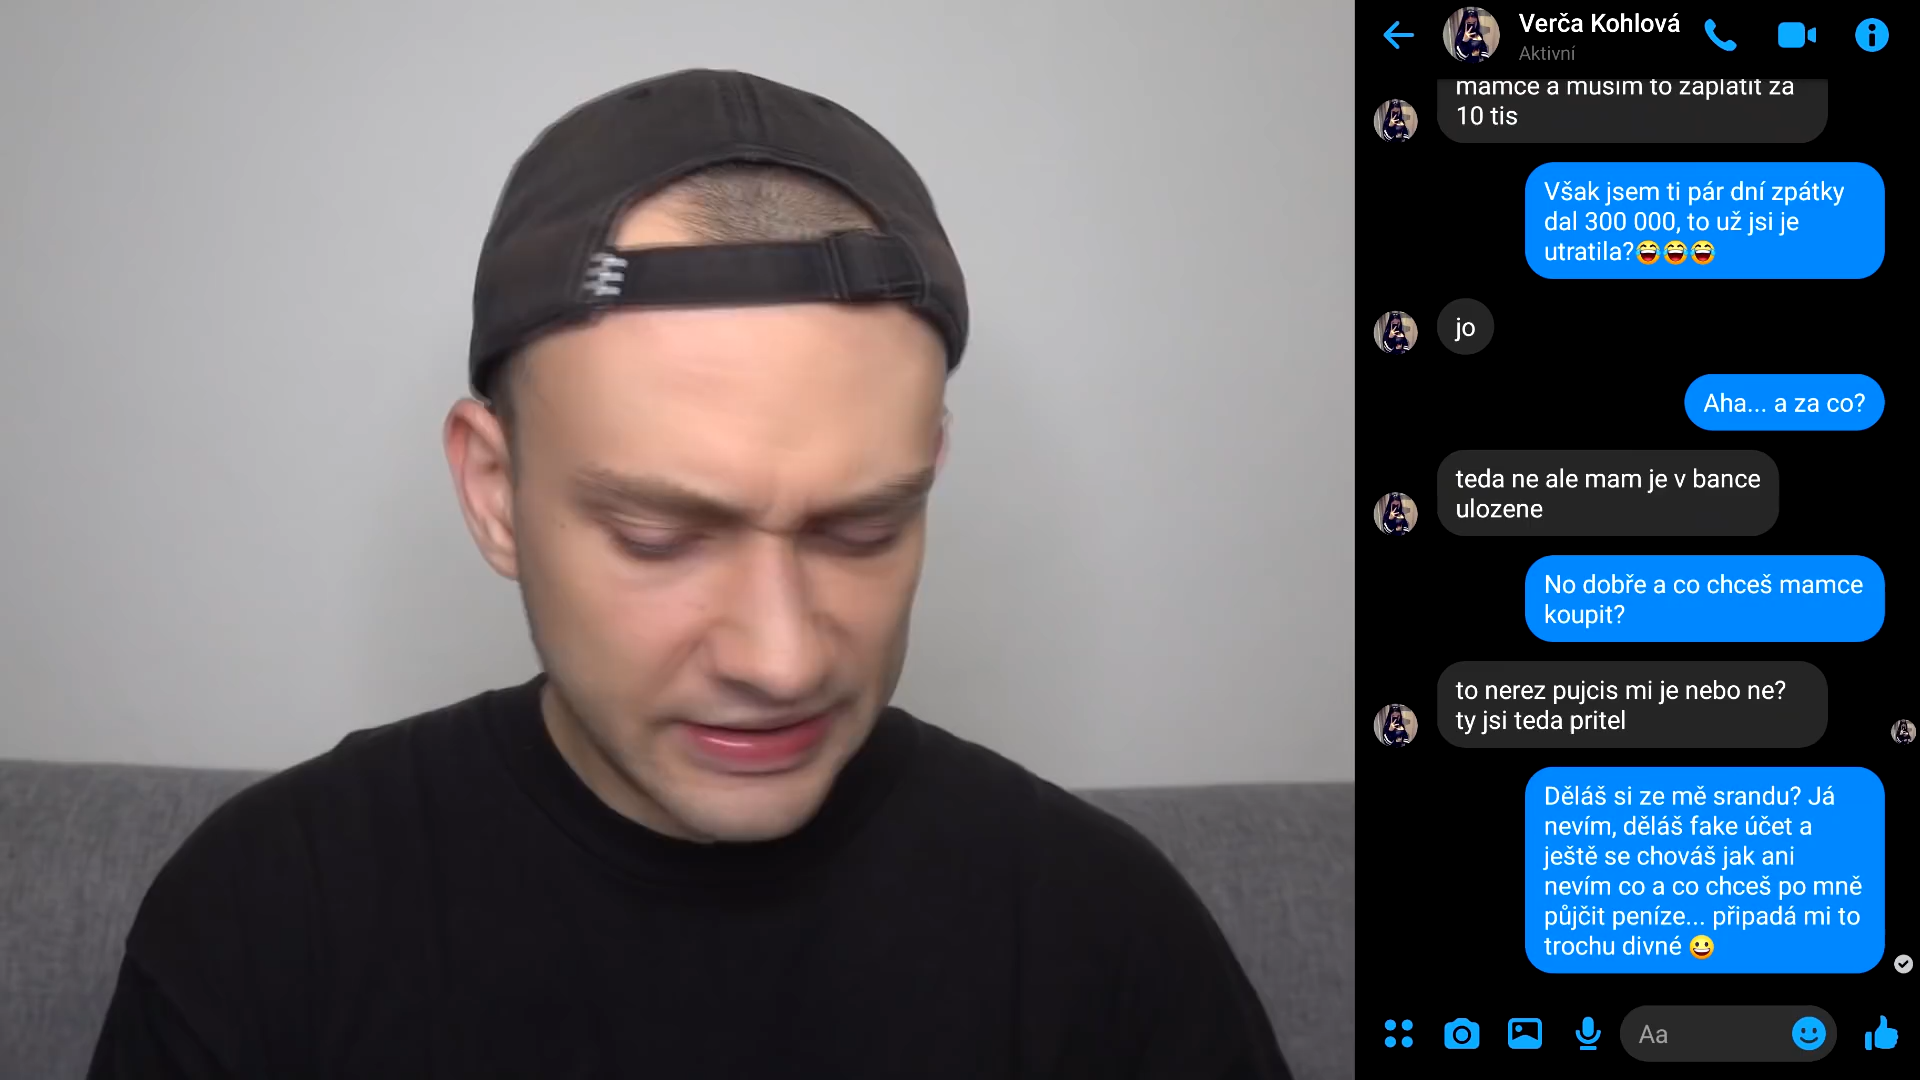 Verča Kohlová
Aktivní
mamce a musim to zaplatit za
10 tis
Však jsem ti pár dní zpátky
dal 300 000, to už jsi je
utratila?😂😂😂
jo
Aha... a za co?
teda ne ale mam je v bance
ulozene
No dobře a co chceš mamce
koupit?
to nerez pujcis mi je nebo ne?
ty jsi teda pritel
Děláš si ze mě srandu? Já
nevím, děláš fake účet a
ještě se chováš jak ani
nevím co a co chceš po mně
půjčit peníze... připadá mi to
trochu divné 😀
Aa